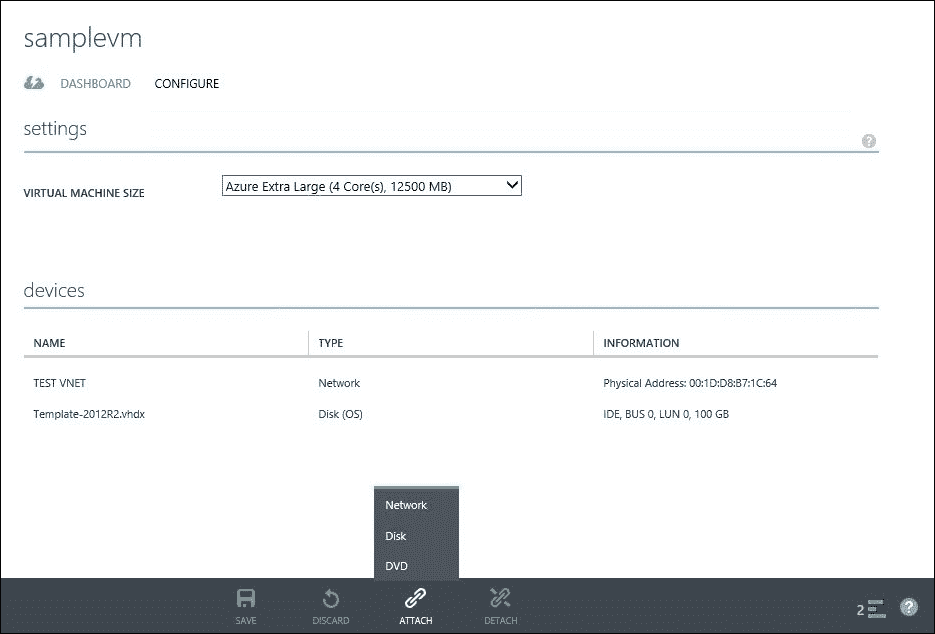 samplevm
DASHBOARD CONFIGURE
settings
?
VIRTUAL MACHINE SIZE Azure Extra Large (4 Core(s), 12500 MB)
devices
NAME TYPE INFORMATION
TEST VNET Network Physical Address: 00:1D:D8:B7:1C:64
Template-2012R2.vhdx Disk (OS) IDE, BUS 0, LUN 0, 100 GB
Network
Disk
DVD
SAVE DISCARD ATTACH DETACH 2 ?